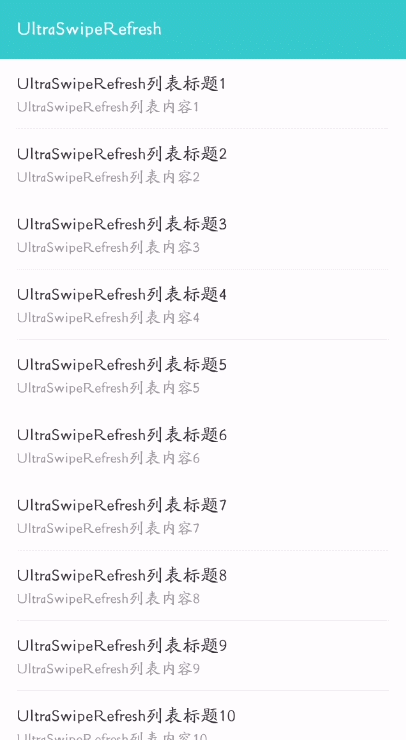 UltraSwipeRefresh
UltraSwipeRefresh列表标题1
UltraSwipeRefresh列表内容1
UltraSwipeRefresh列表标题2
UltraSwipeRefresh列表内容2
UltraSwipeRefresh列表标题3
UltraSwipeRefresh列表内容3
UltraSwipeRefresh列表标题4
UltraSwipeRefresh列表内容4
UltraSwipeRefresh列表标题5
UltraSwipeRefresh列表内容5
UltraSwipeRefresh列表标题6
UltraSwipeRefresh列表内容6
UltraSwipeRefresh列表标题7
UltraSwipeRefresh列表内容7
UltraSwipeRefresh列表标题8
UltraSwipeRefresh列表内容8
UltraSwipeRefresh列表标题9
UltraSwipeRefresh列表内容9
UltraSwipeRefresh列表标题10
UltraSwipeRefresh列表内容10